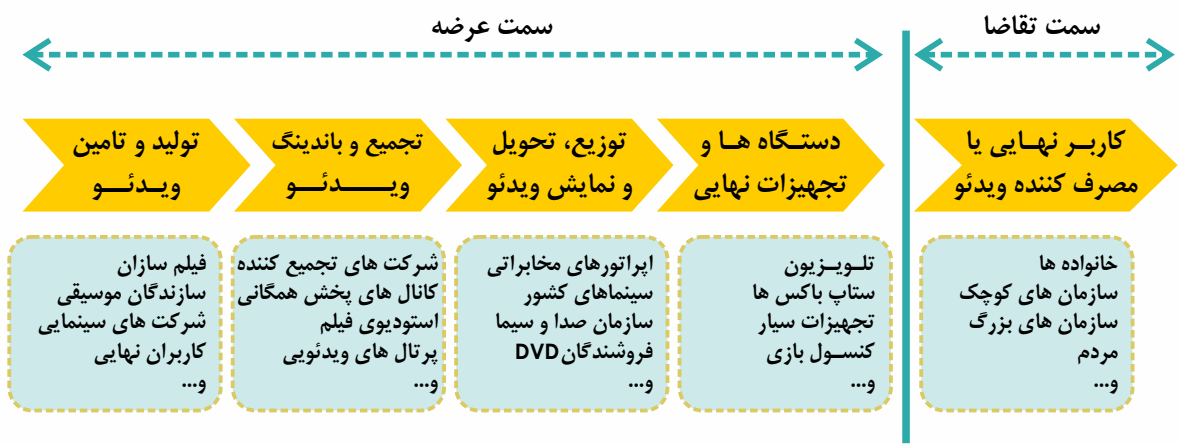 سمت عرضه
سمت تقاضا
تولید و تامین
ویدئو
تجمیع و باندینگ
ویدئو
توزیع، تحویل
و نمایش ویدئو
دستگاه ها و
تجهیزات نهایی
کاربر نهایی یا
مصرف کننده ویدئو
فیلم سازان
سازندگان موسیقی
شرکت های سینمایی
کاربران نهایی
و...
شرکت های تجمیع کننده
کانال های پخش همگانی
استودیوی فیلم
پرتال های ویدئویی
و...
اپراتورهای مخابراتی
سینماهای کشور
سازمان صدا و سیما
فروشندگان DVD
و...
تلویزیون
ستاپ باکس ها
تجهیزات سیار
کنسول بازی
و...
خانواده ها
سازمان های کوچک
سازمان های بزرگ
مردم
و...